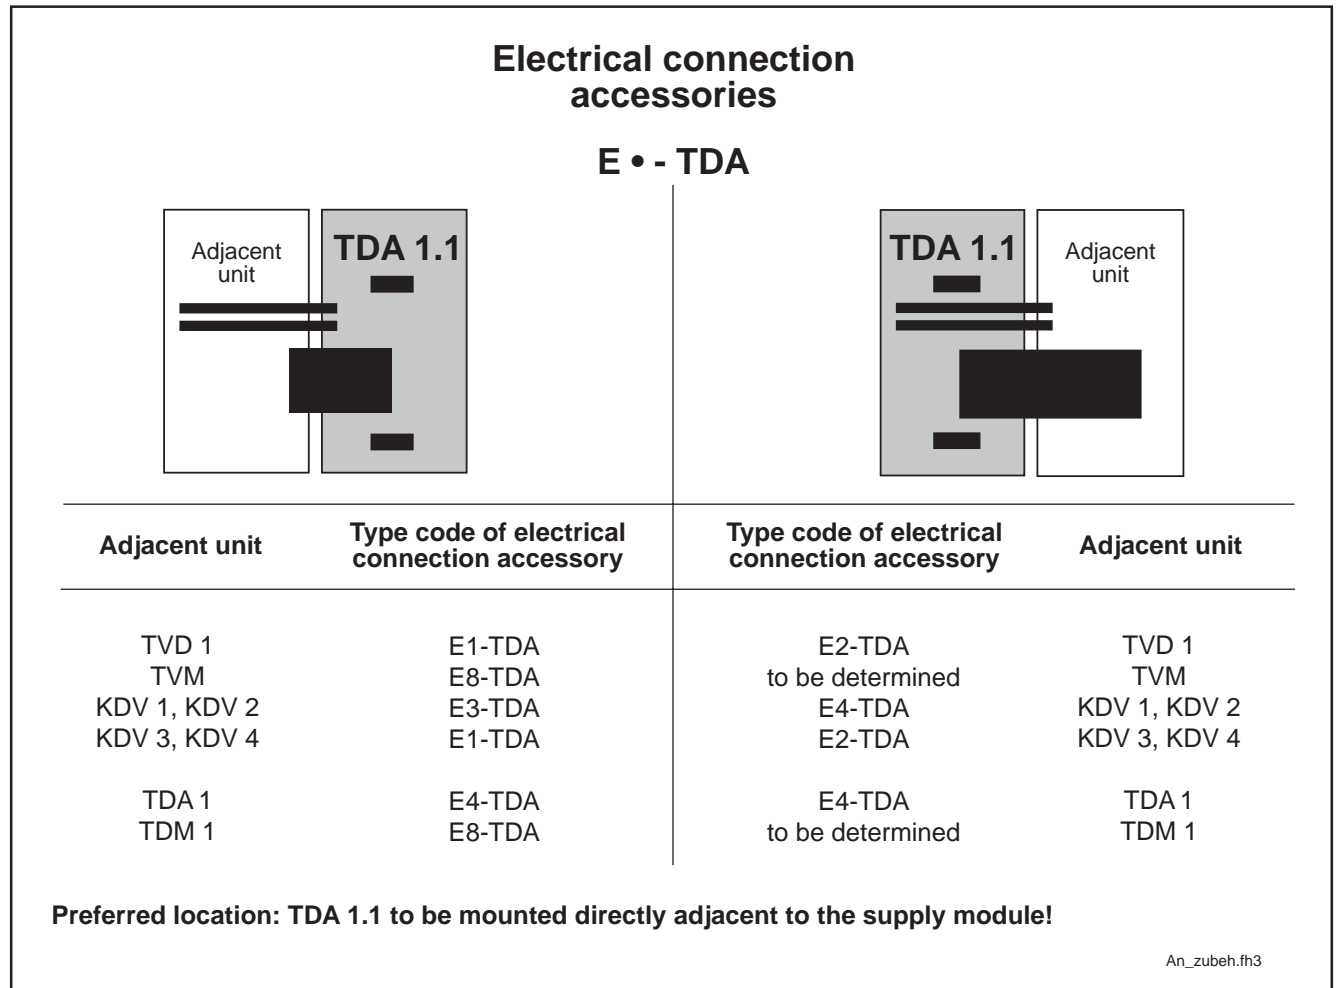 Electrical connection
accessories
E • - TDA
Adjacent
unit
TDA 1.1
TDA 1.1
Adjacent
unit
Adjacent unit
Type code of electrical
connection accessory
Type code of electrical
connection accessory
Adjacent unit
TVD 1 E1-TDA E2-TDA TVD 1
TVM E8-TDA to be determined TVM
KDV 1, KDV 2 E3-TDA E4-TDA KDV 1, KDV 2
KDV 3, KDV 4 E1-TDA E2-TDA KDV 3, KDV 4
TDA 1 E4-TDA E4-TDA TDA 1
TDM 1 E8-TDA to be determined TDM 1
Preferred location: TDA 1.1 to be mounted directly adjacent to the supply module!
An_zubeh.fh3